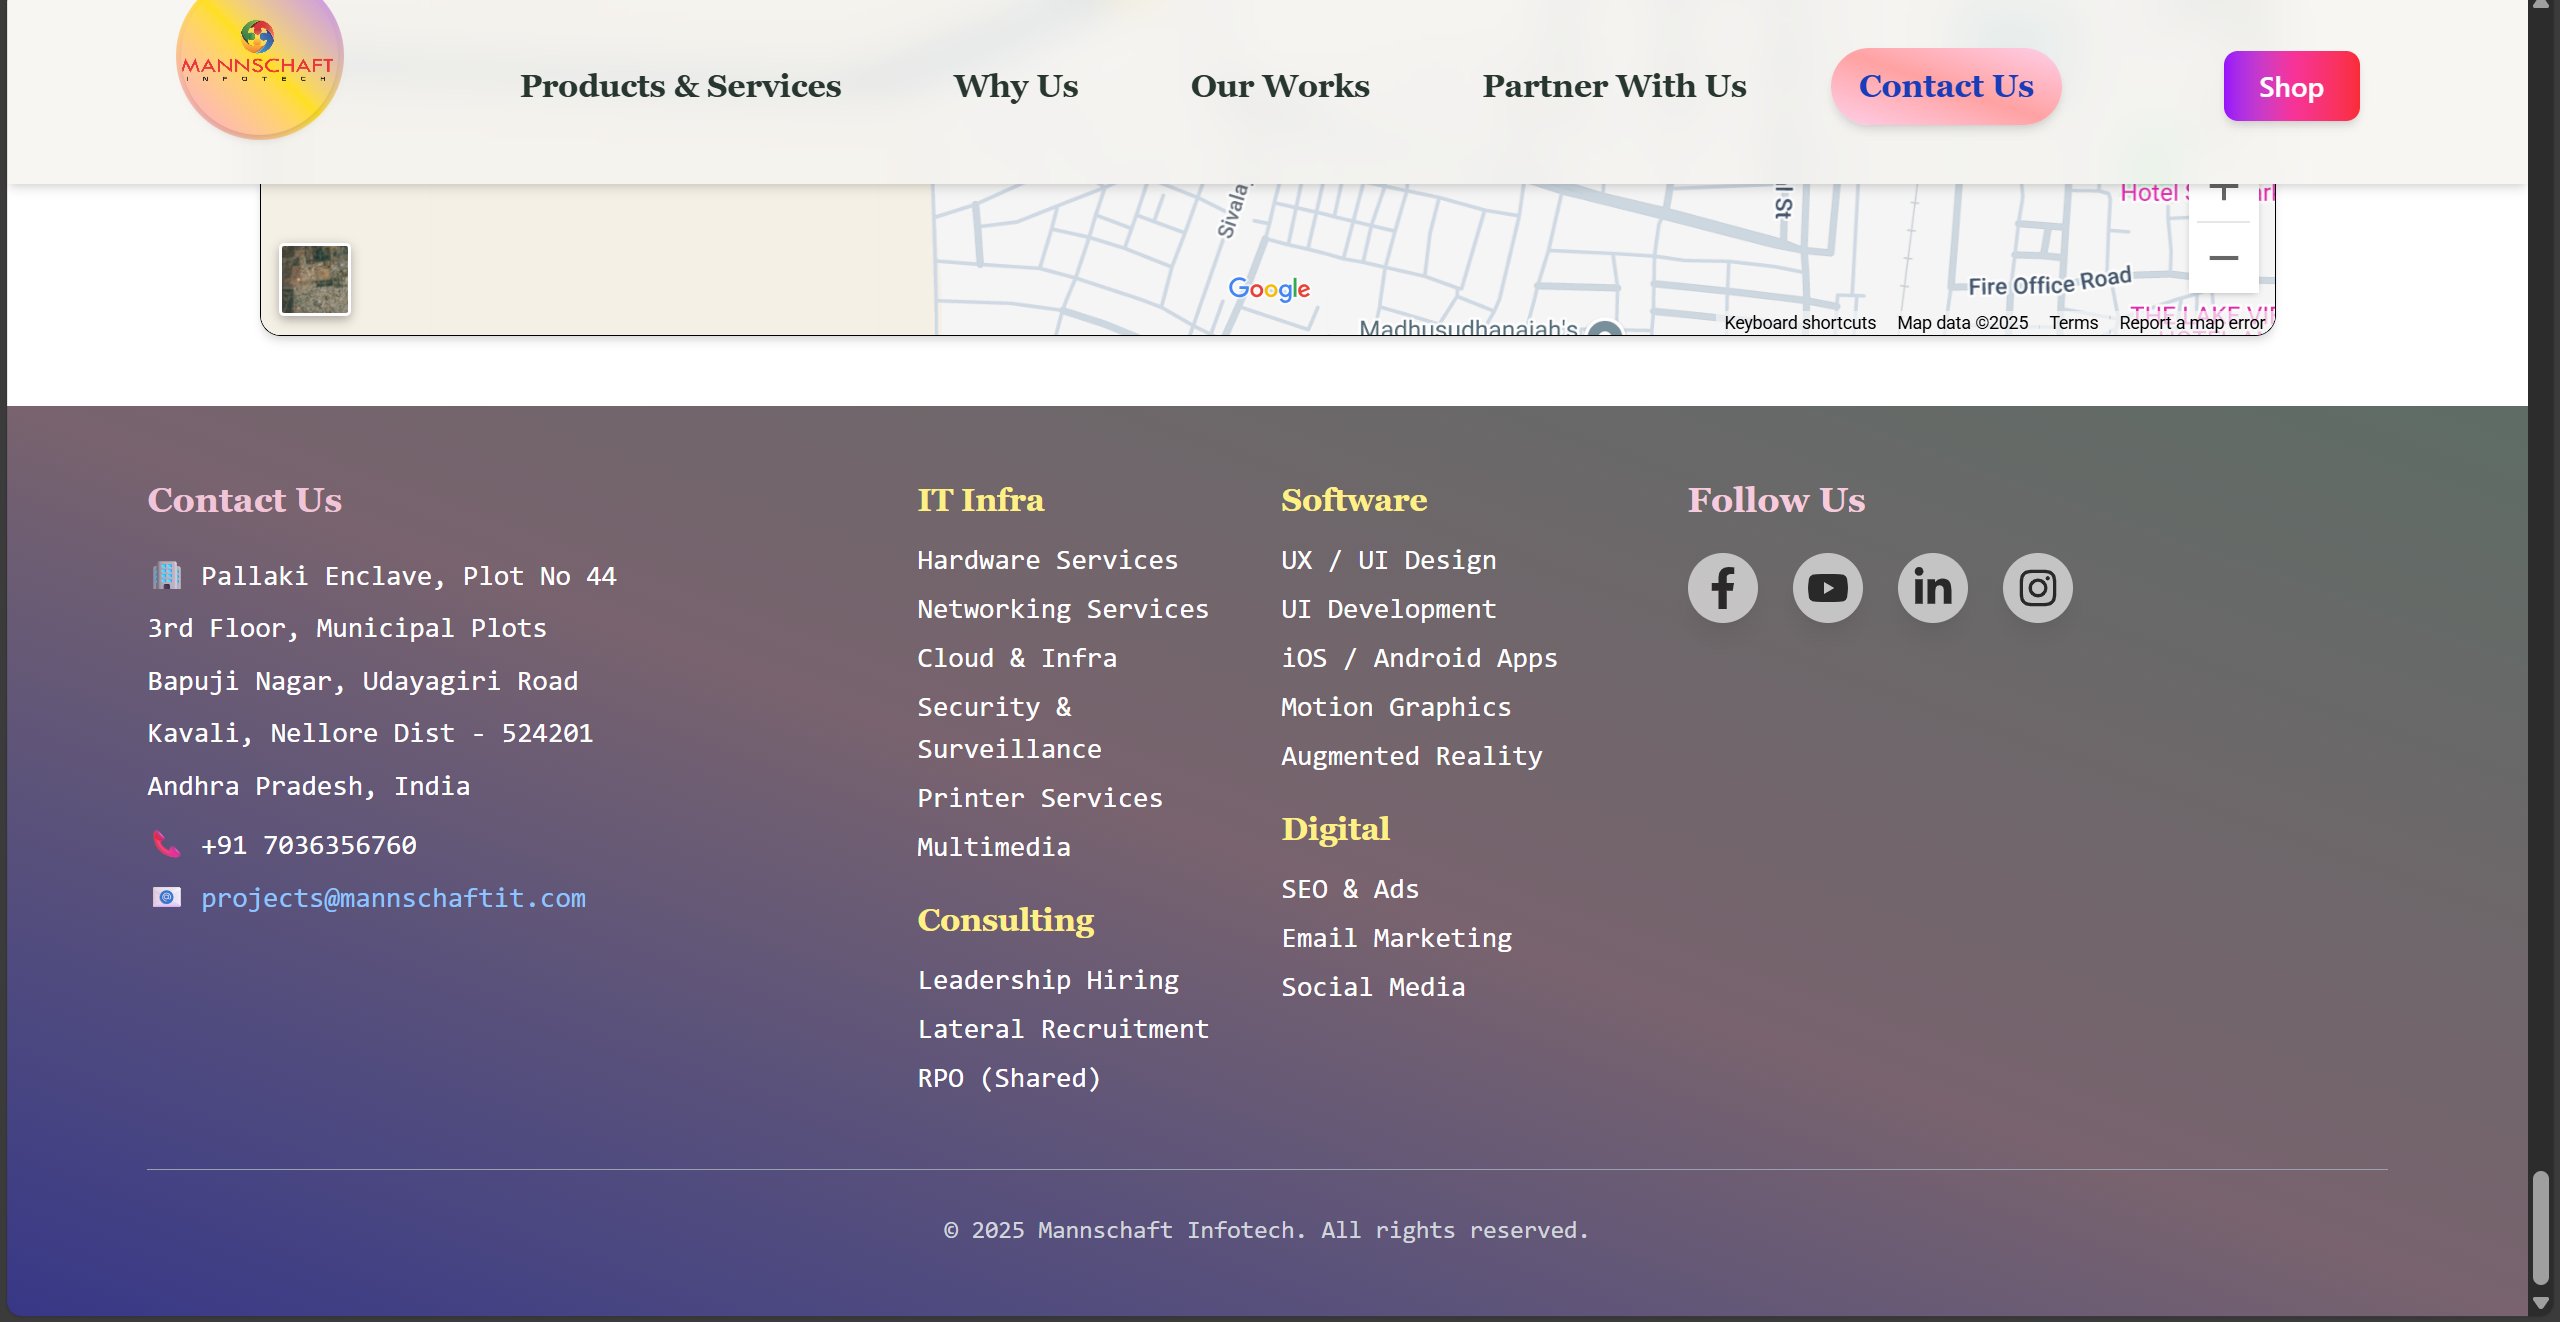 MANNSCHAFT
INFOTECH
Products & Services
Why Us
Our Works
Partner With Us
Contact Us
Shop
Sivala
l St
Hotel
Google
Madhusudhanaiah's
Fire Office Road
THE LAKE VI
Keyboard shortcuts
Map data ©2025
Terms
Report a map error
Contact Us
Pallaki Enclave, Plot No 44
3rd Floor, Municipal Plots
Bapuji Nagar, Udayagiri Road
Kavali, Nellore Dist - 524201
Andhra Pradesh, India
+91 7036356760
projects@mannschaftit.com
IT Infra
Hardware Services
Networking Services
Cloud & Infra
Security &
Surveillance
Printer Services
Multimedia
Consulting
Leadership Hiring
Lateral Recruitment
RPO (Shared)
Software
UX / UI Design
UI Development
iOS / Android Apps
Motion Graphics
Augmented Reality
Digital
SEO & Ads
Email Marketing
Social Media
Follow Us
© 2025 Mannschaft Infotech. All rights reserved.